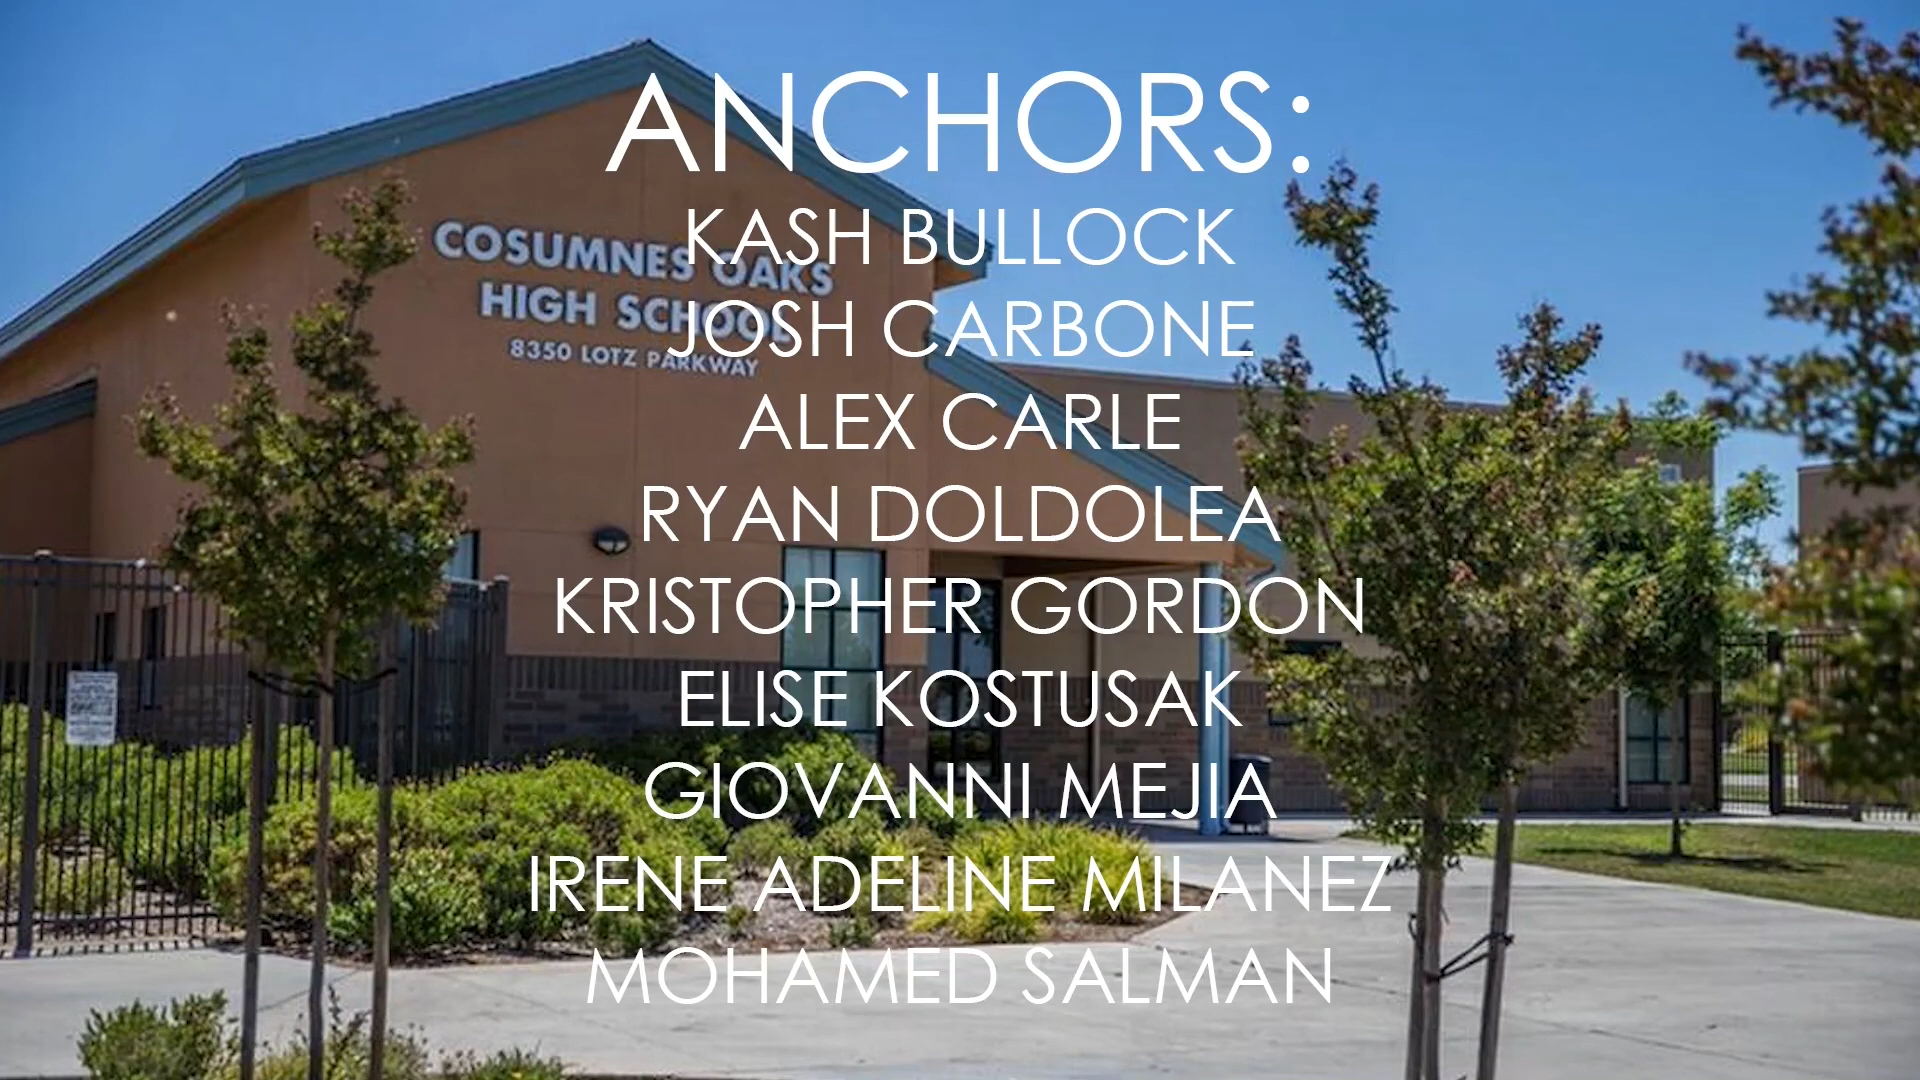 ANCHORS:
KASH BULLOCK
JOSH CARBONE
ALEX CARLE
RYAN DOLDOLEA
KRISTOPHER GORDON
ELISE KOSTUSAK
GIOVANNI MEJIA
IRENE ADELINE MILANEZ
MOHAMED SALMAN
COSUMNES OAKS
HIGH SCHOOL
8350 LOTZ PARKWAY